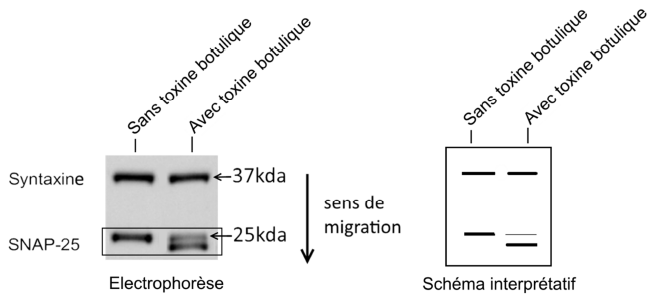 Sans toxine botulique
Avec toxine botulique
Syntaxine
37kda
SNAP-25
25kda
sens de
migration
Electrophorèse
Sans toxine botulique
Avec toxine botulique
Schéma interprétatif